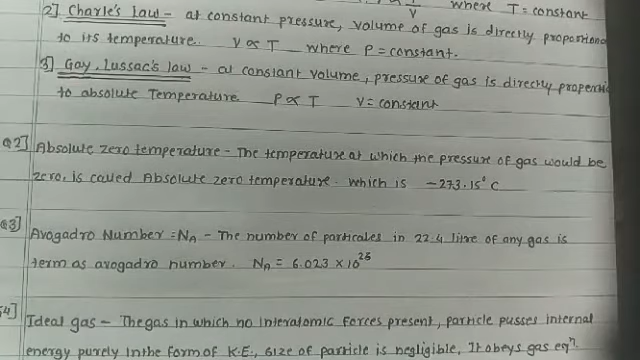 V where T = constant
2] Charle's Law - at constant pressure, volume of gas is directly proportiona
to its temperature. V ∝ T where P = constant.
3] Gay, Lussac's law - at constant volume, pressure of gas is directly proportio
to absolute Temperature P ∝ T V = constant
Q2] Absolute zero temperature - The temperature at which the pressure of gas would be
zero, is called Absolute zero temperature. which is -273.15° C
Q3] Avogadro Number = NA - The number of particales in 22.4 litre of any gas is
term as avogadro number. NA = 6.023 × 10^26
Q4] Ideal gas - The gas in which no interatomic forces present, particle pusses internal
energy purely in the form of K.E., size of particle is negligible, It obeys gas eqn.